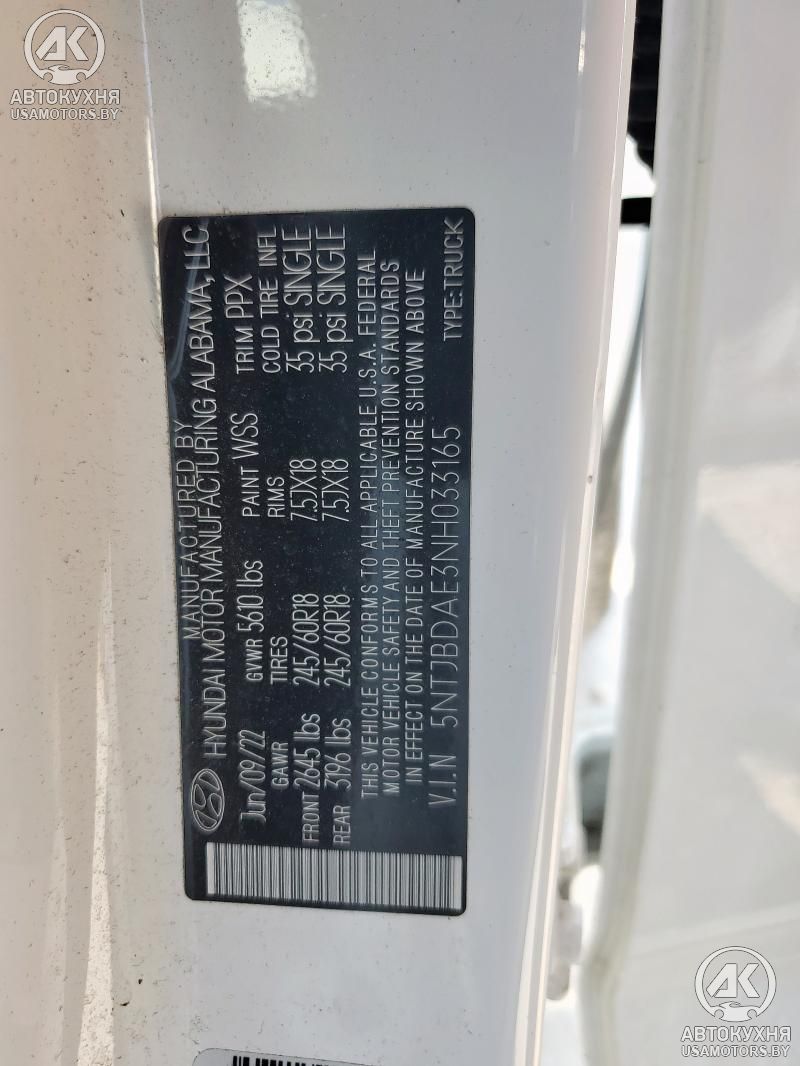 AK
АВТОКУХНЯ
USAMOTORS.BY
MANUFACTURED BY
HYUNDAI MOTOR MANUFACTURING ALABAMA, LLC
Jun/09/22 GVWR 5610 lbs PAINT WSS TRIM PPX
GAWR TIRES RIMS COLD TIRE INFL
FRONT 2645 lbs 245/60R18 7.5JX18 35 psi SINGLE
REAR 3196 lbs 245/60R18 7.5JX18 35 psi SINGLE
THIS VEHICLE CONFORMS TO ALL APPLICABLE U.S.A. FEDERAL
MOTOR VEHICLE SAFETY AND THEFT PREVENTION STANDARDS
IN EFFECT ON THE DATE OF MANUFACTURE SHOWN ABOVE
V.I.N 5NTJBDAE3NH033165 TYPE:TRUCK
AK
АВТОКУХНЯ
USAMOTORS.BY